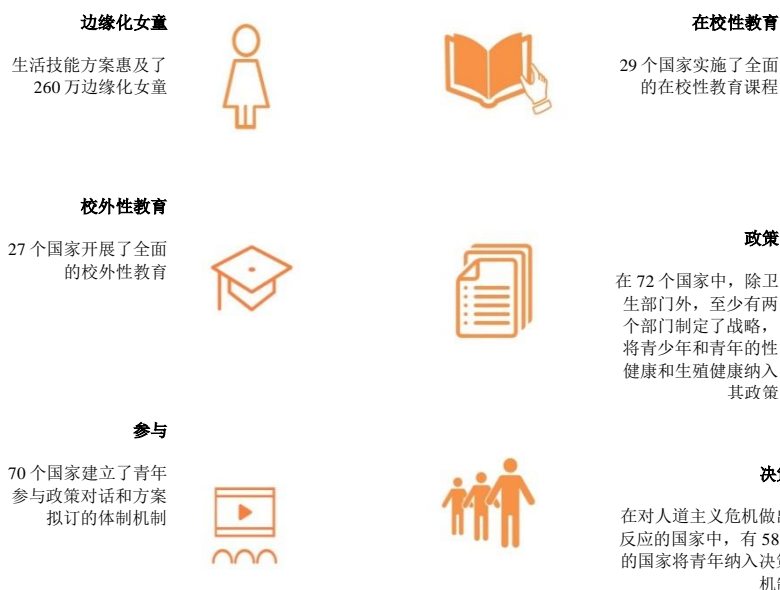 边缘化女童
生活技能方案惠及了
260 万边缘化女童
在校性教育
29 个国家实施了全面
的在校性教育课程
校外性教育
27 个国家开展了全面
的校外性教育
政策
在 72 个国家中，除卫
生部门外，至少有两
个部门制定了战略，
将青少年和青年的性
健康和生殖健康纳入
其政策
参与
70 个国家建立了青年
参与政策对话和方案
拟订的体制机制
在对人道主义危机做
反应的国家中，有 58
的国家将青年纳入决
机